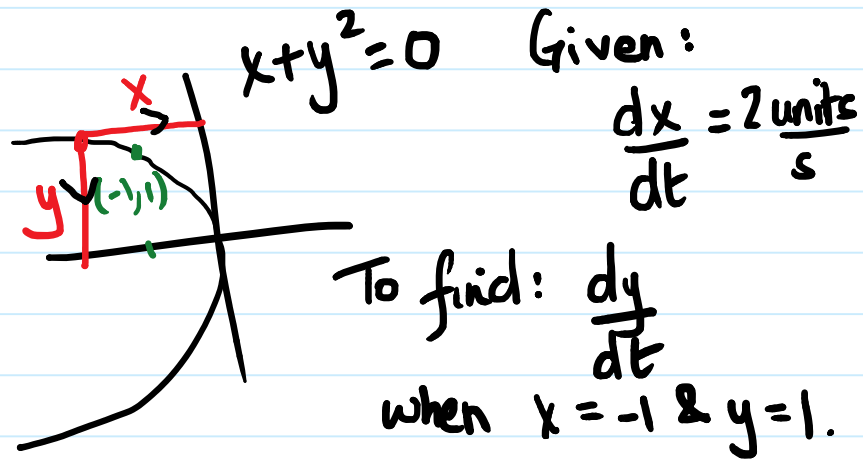 x+y²=0
Given:
dx/dt = 2 units/s
x
y
(-1,1)
To find: dy/dt
when x = -1 & y = 1.